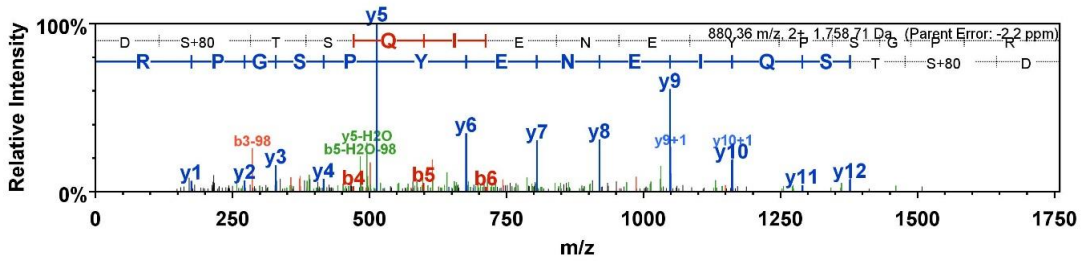 y5
100%
D S+80 T S Q I E N E Y P S G P R
880.36 m/z, 2+, 1,758.71 Da, (Parent Error: -2.2 ppm)
R P G S P Y E N E I Q S T S+80 D
y9
y6
y7
y8
y5-H2O
b3-98
b5-H2O-98
y9+1
y10+1
y10
y3
y1
y2
y4
b4
b5
b6
y11
y12
0%
Relative Intensity
0 250 500 750 1000 1250 1500 1750
m/z